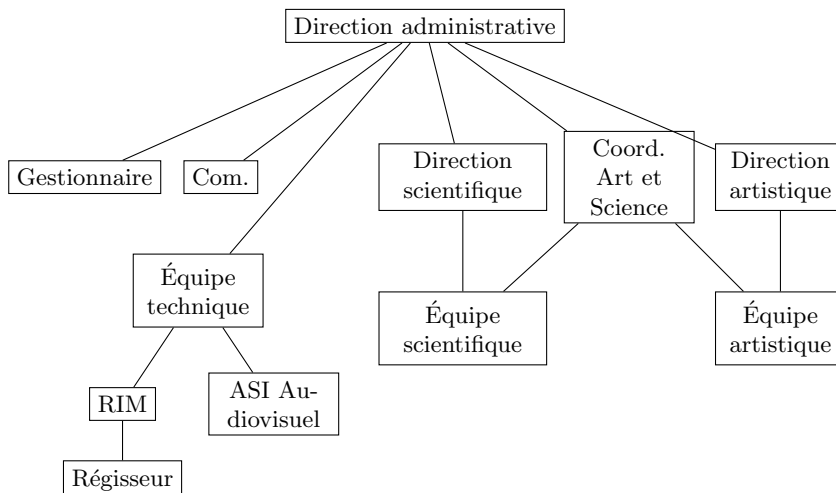 Direction administrative
Gestionnaire
Com.
Direction
scientifique
Coord.
Art et
Science
Direction
artistique
Équipe
technique
Équipe
scientifique
Équipe
artistique
RIM
ASI Au-
diovisuel
Régisseur